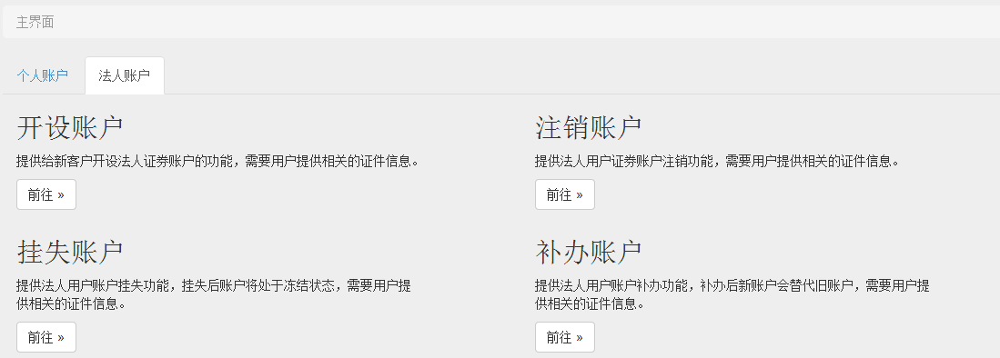 主界面
个人账户
法人账户
开设账户
提供给新客户开设法人证券账户的功能，需要用户提供相关的证件信息。
前往 »
注销账户
提供法人用户证券账户注销功能，需要用户提供相关的证件信息。
前往 »
挂失账户
提供法人用户账户挂失功能，挂失后账户将处于冻结状态，需要用户提
供相关的证件信息。
前往 »
补办账户
提供法人用户账户补办功能，补办后新账户会替代旧账户，需要用户提
供相关的证件信息。
前往 »